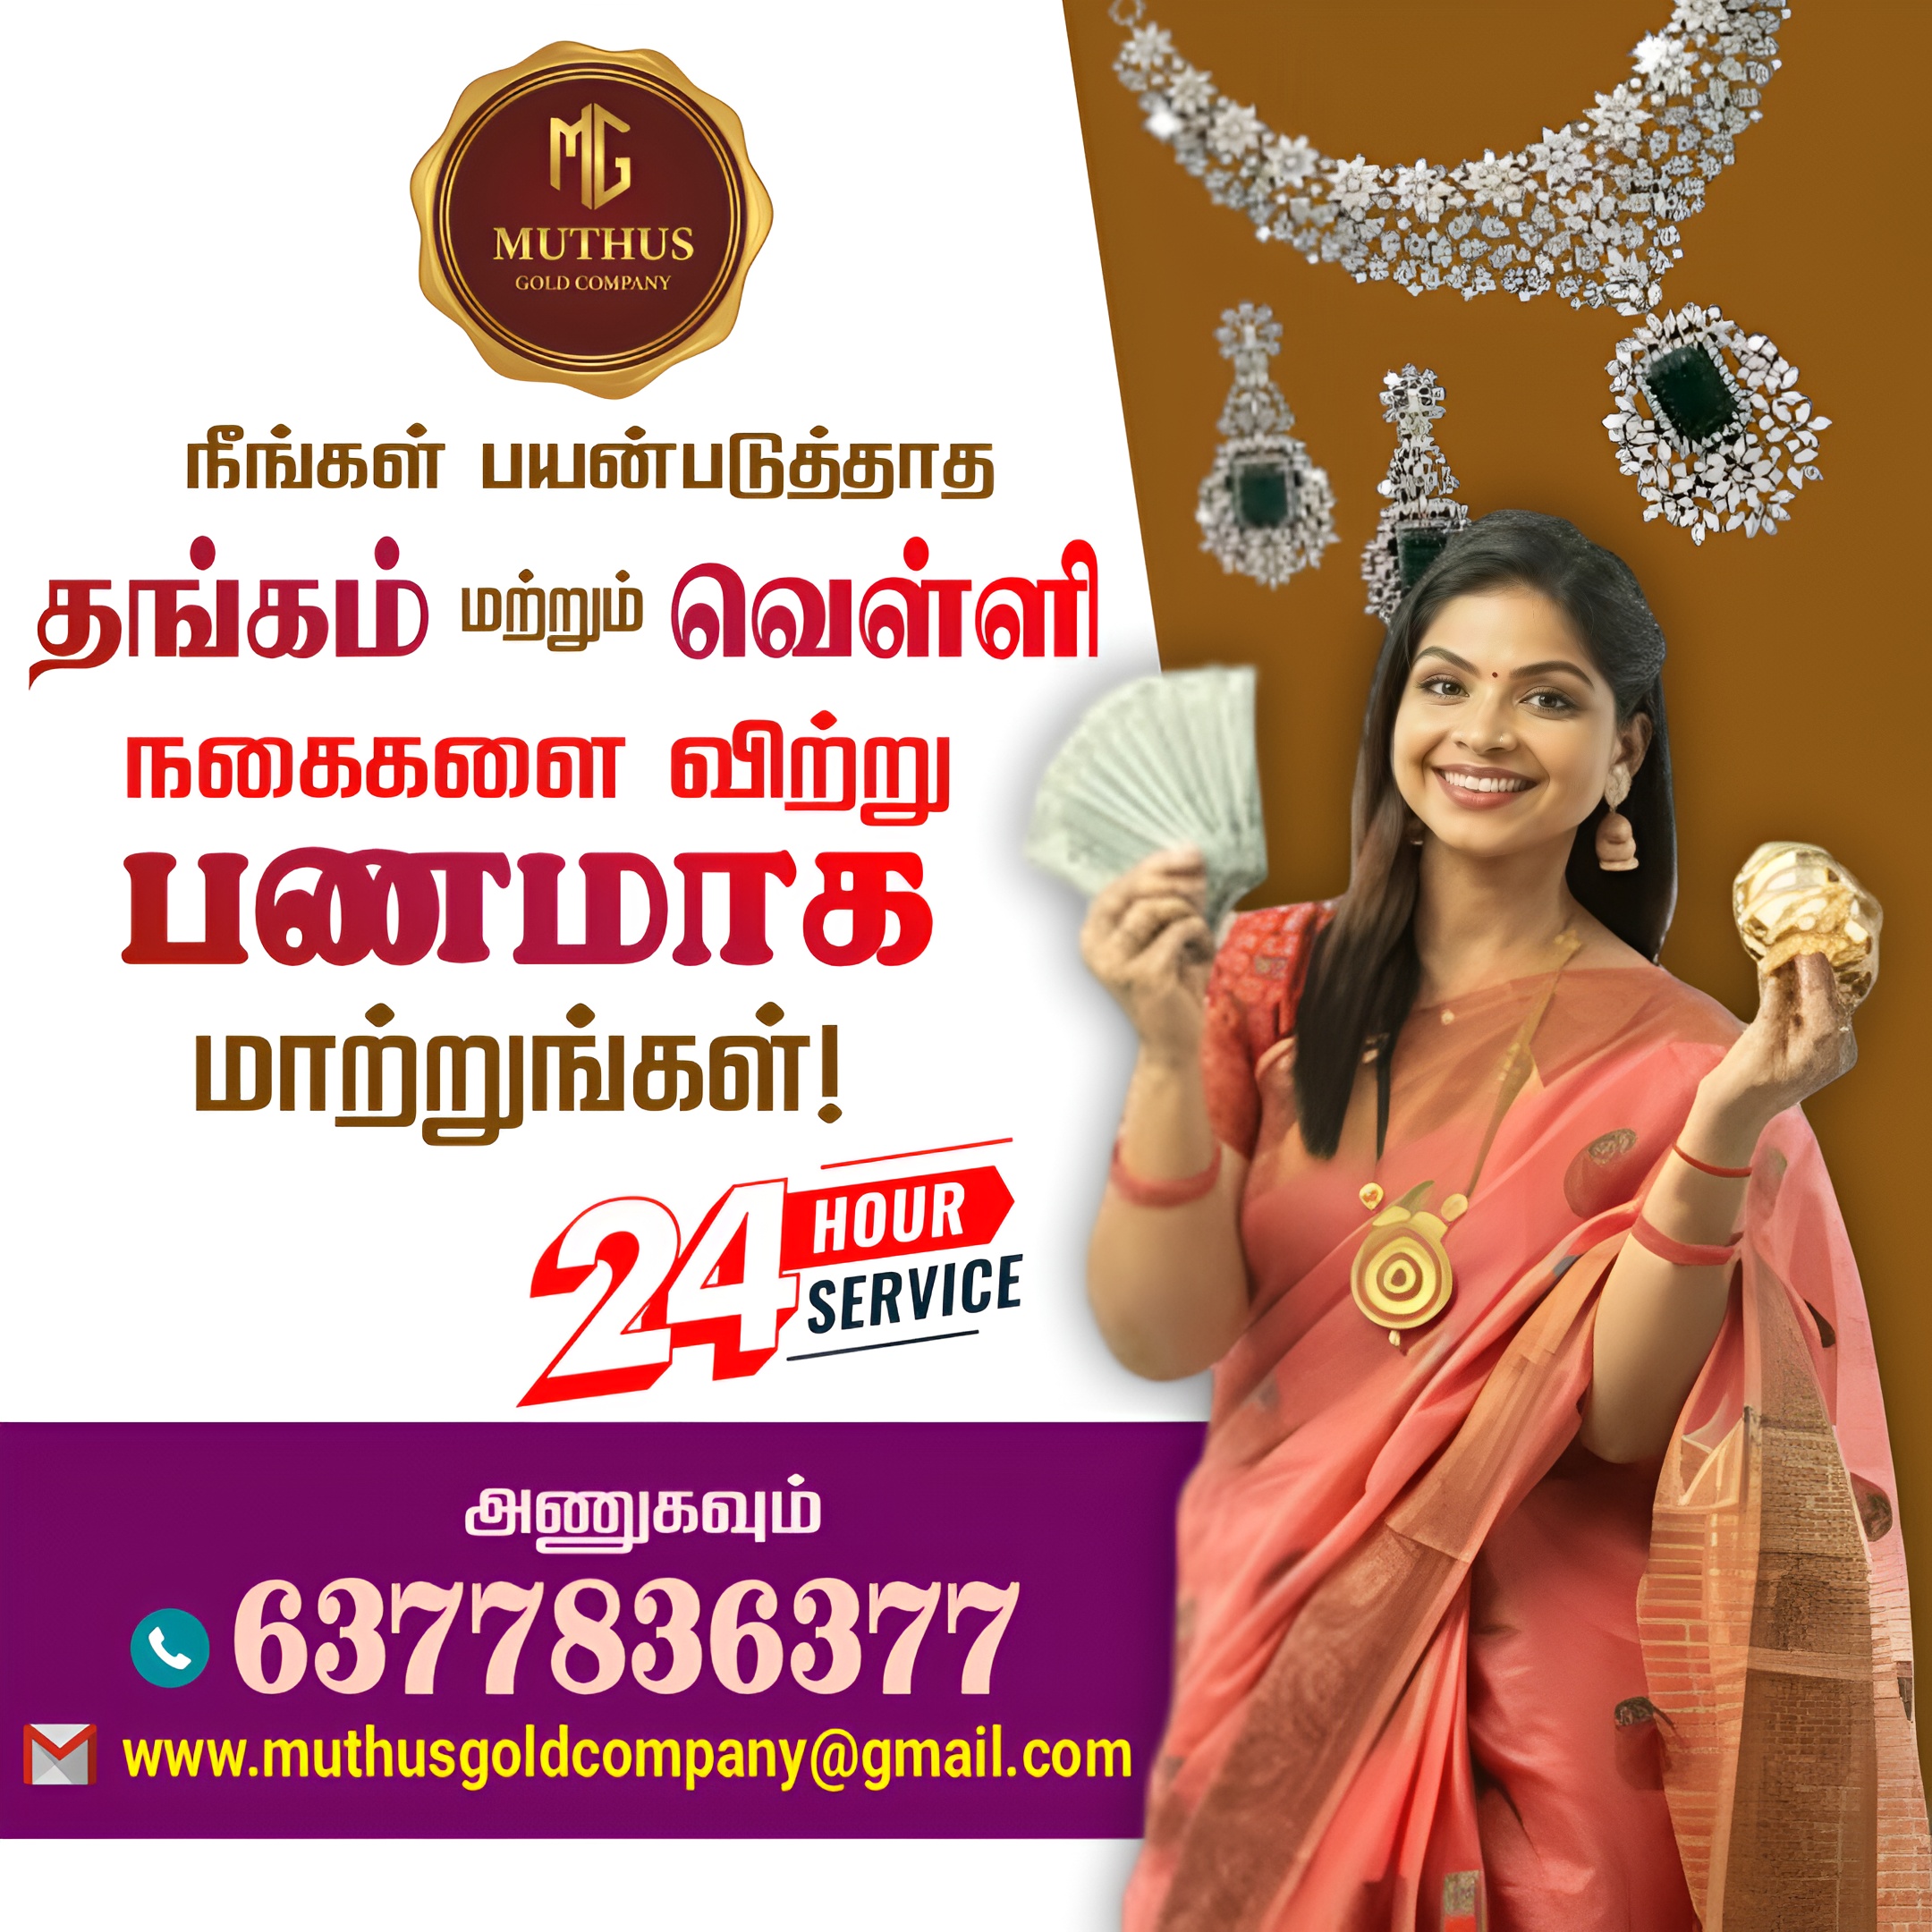 MG
MUTHUS
GOLD COMPANY
நீங்கள் பயன்படுத்தாத
தங்கம் மற்றும் வெள்ளி
நகைகளை விற்று
பணமாக
மாற்றுங்கள்!
24 HOUR
SERVICE
அணுகவும்
6377836377
www.muthusgoldcompany@gmail.com